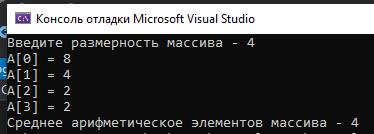 Консоль отладки Microsoft Visual Studio
Введите размерность массива - 4
A[0] = 8
A[1] = 4
A[2] = 2
A[3] = 2
Среднее арифметическое элементов массива - 4